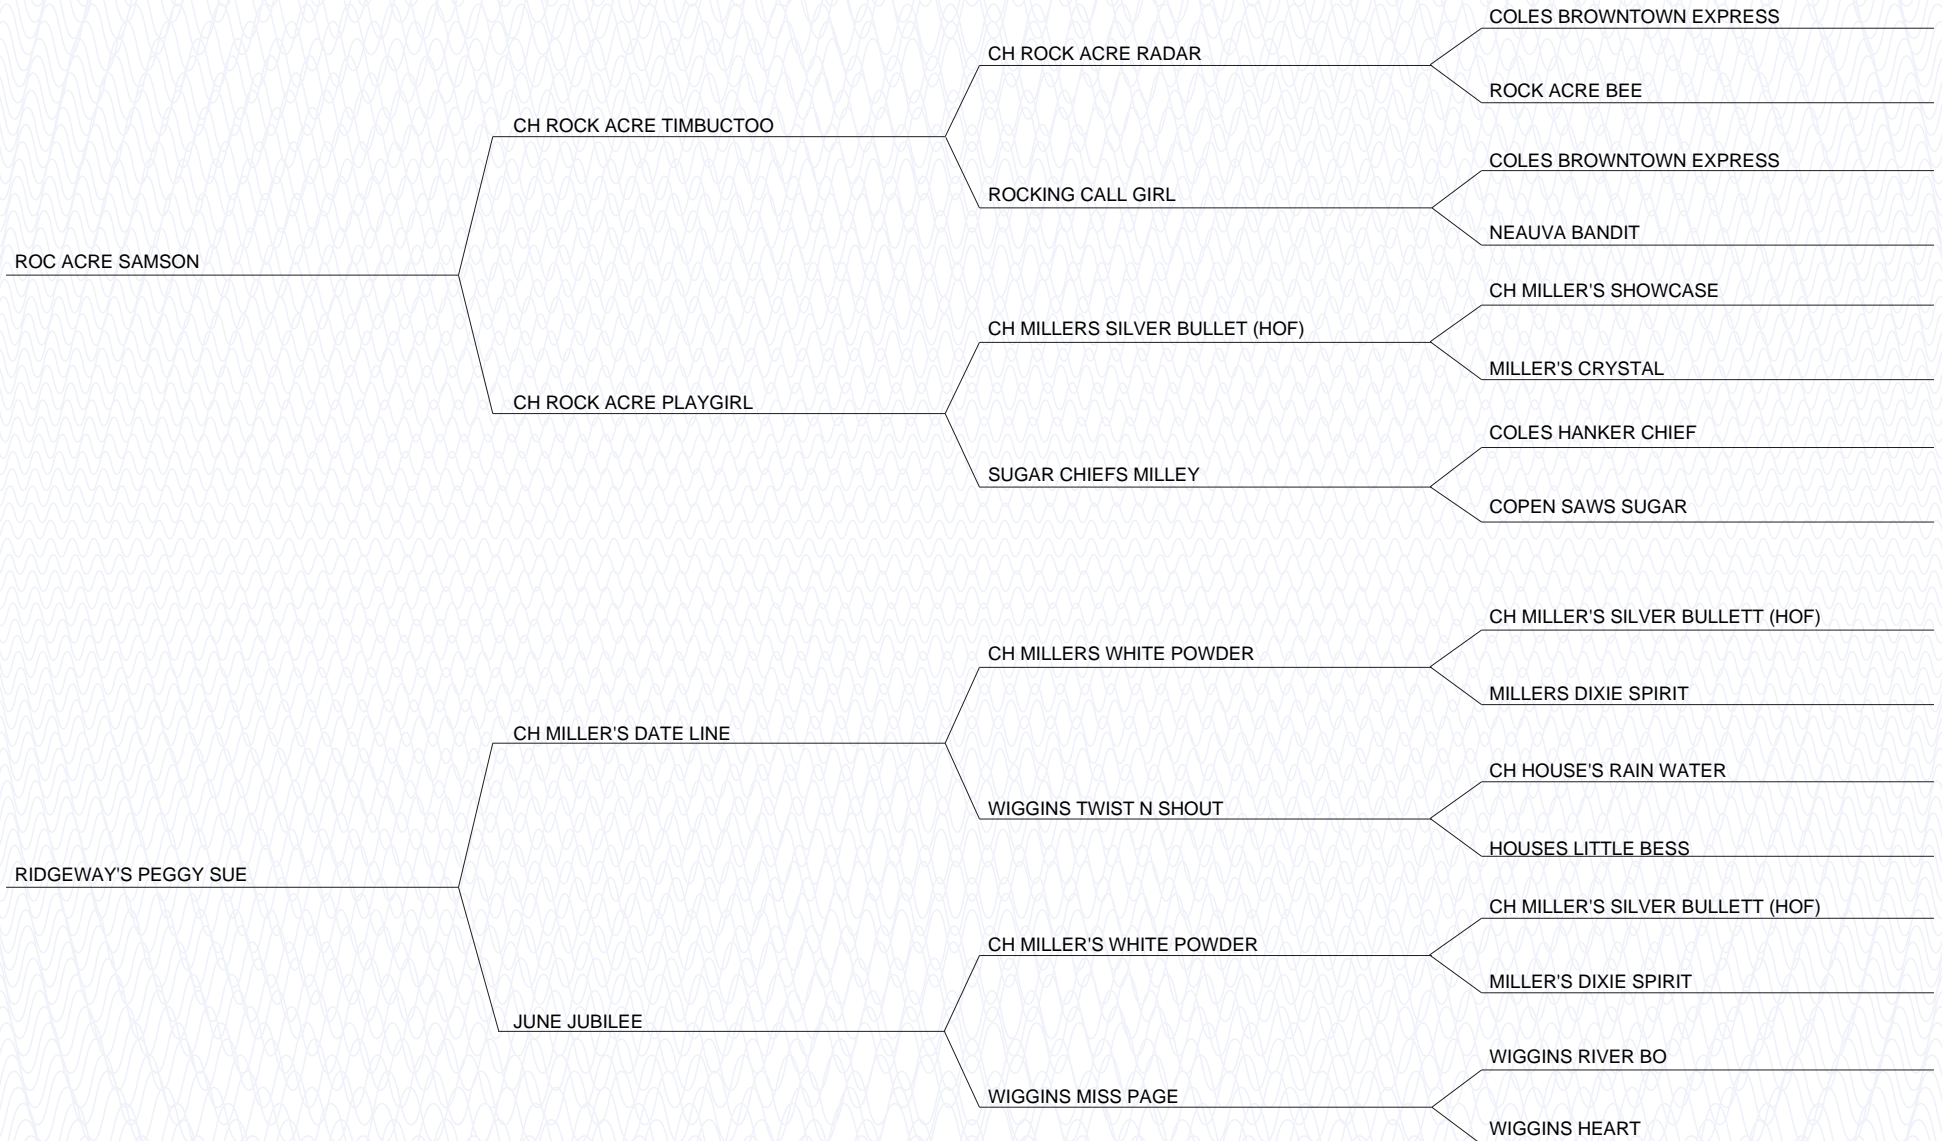 COLES BROWNTOWN EXPRESS
CH ROCK ACRE RADAR
ROCK ACRE BEE
CH ROCK ACRE TIMBUCTOO
COLES BROWNTOWN EXPRESS
ROCKING CALL GIRL
NEAUVA BANDIT
ROC ACRE SAMSON
CH MILLER'S SHOWCASE
CH MILLERS SILVER BULLET (HOF)
MILLER'S CRYSTAL
CH ROCK ACRE PLAYGIRL
COLES HANKER CHIEF
SUGAR CHIEFS MILLEY
COPEN SAWS SUGAR
CH MILLER'S SILVER BULLETT (HOF)
CH MILLERS WHITE POWDER
MILLERS DIXIE SPIRIT
CH MILLER'S DATE LINE
CH HOUSE'S RAIN WATER
WIGGINS TWIST N SHOUT
HOUSES LITTLE BESS
RIDGEWAY'S PEGGY SUE
CH MILLER'S SILVER BULLETT (HOF)
CH MILLER'S WHITE POWDER
MILLER'S DIXIE SPIRIT
JUNE JUBILEE
WIGGINS RIVER BO
WIGGINS MISS PAGE
WIGGINS HEART